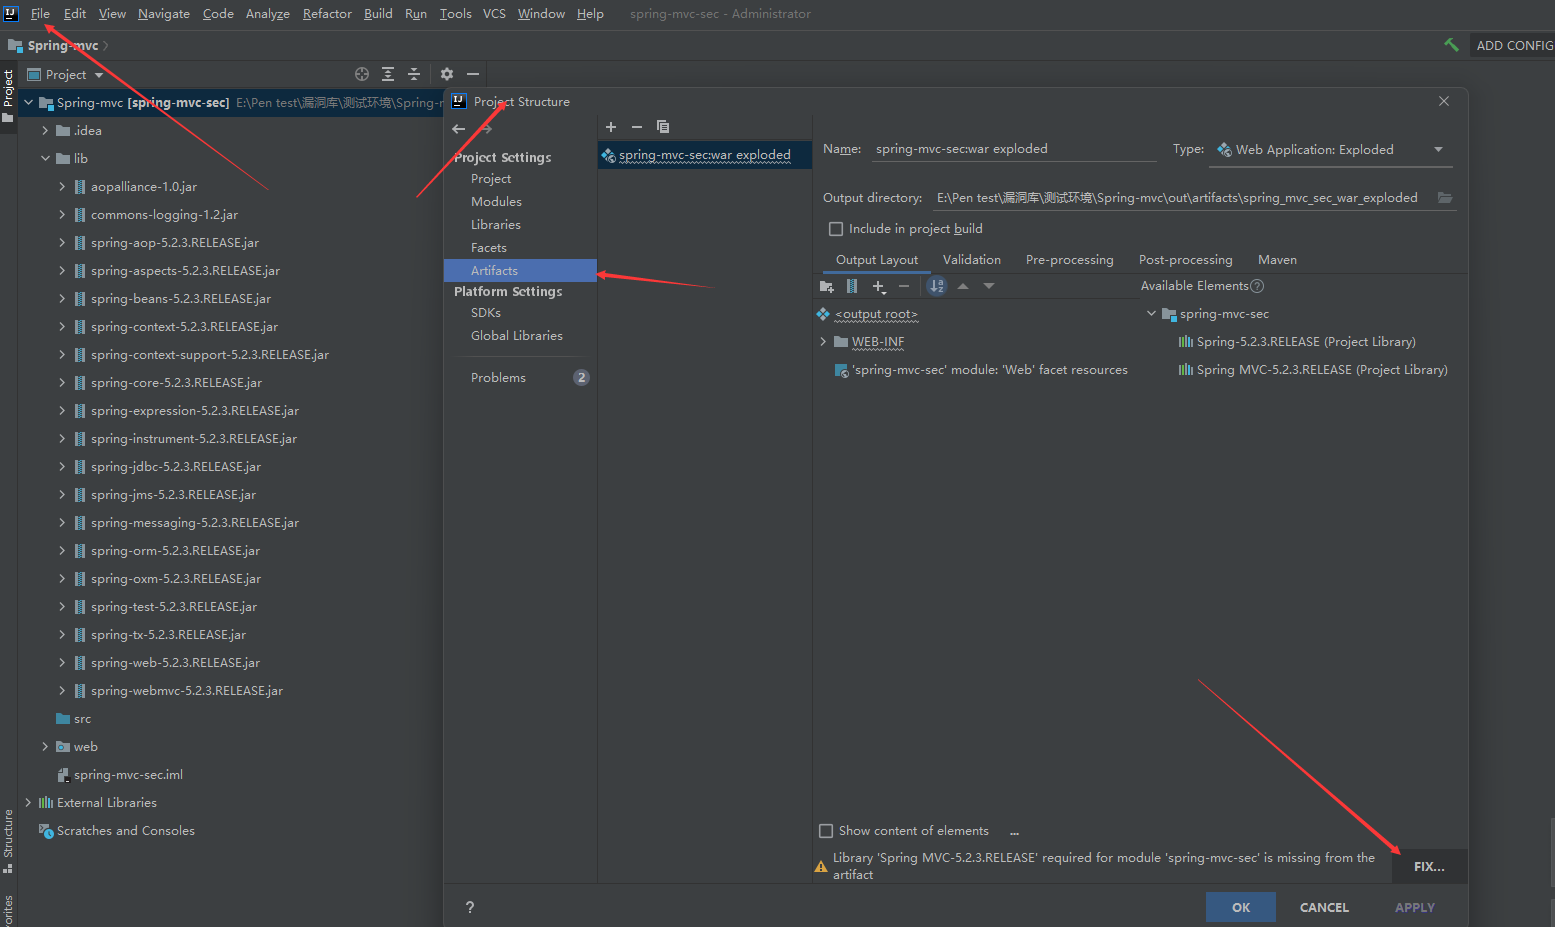 File Edit View Navigate Code Analyze Refactor Build Run Tools VCS Window Help spring-mvc-sec - Administrator
Spring-mvc
ADD CONFIG
Project
Project
Spring-mvc [spring-mvc-sec] E:\Pen test\漏洞库\测试环境\Spring-m
.idea
lib
aopalliance-1.0.jar
commons-logging-1.2.jar
spring-aop-5.2.3.RELEASE.jar
spring-aspects-5.2.3.RELEASE.jar
spring-beans-5.2.3.RELEASE.jar
spring-context-5.2.3.RELEASE.jar
spring-context-support-5.2.3.RELEASE.jar
spring-core-5.2.3.RELEASE.jar
spring-expression-5.2.3.RELEASE.jar
spring-instrument-5.2.3.RELEASE.jar
spring-jdbc-5.2.3.RELEASE.jar
spring-jms-5.2.3.RELEASE.jar
spring-messaging-5.2.3.RELEASE.jar
spring-orm-5.2.3.RELEASE.jar
spring-oxm-5.2.3.RELEASE.jar
spring-test-5.2.3.RELEASE.jar
spring-tx-5.2.3.RELEASE.jar
spring-web-5.2.3.RELEASE.jar
spring-webmvc-5.2.3.RELEASE.jar
src
web
spring-mvc-sec.iml
External Libraries
Scratches and Consoles
Structure
vorites
Project Structure
Project Settings
Project
Modules
Libraries
Facets
Artifacts
Platform Settings
SDKs
Global Libraries
Problems 2
spring-mvc-sec:war exploded
Name: spring-mvc-sec:war exploded Type: Web Application: Exploded
Output directory: E:\Pen test\漏洞库\测试环境\Spring-mvc\out\artifacts\spring_mvc_sec_war_exploded
Include in project build
Output Layout Validation Pre-processing Post-processing Maven
Available Elements ?
<output root>
WEB-INF
'spring-mvc-sec' module: 'Web' facet resources
spring-mvc-sec
Spring-5.2.3.RELEASE (Project Library)
Spring MVC-5.2.3.RELEASE (Project Library)
Show content of elements ...
Library 'Spring MVC-5.2.3.RELEASE' required for module 'spring-mvc-sec' is missing from the
artifact
FIX...
?
OK CANCEL APPLY